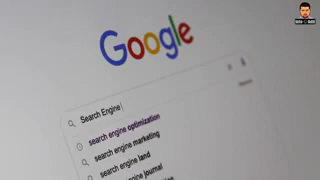 Google
Search Engine
search engine optimization
search engine marketing
search engine land
search engine journal